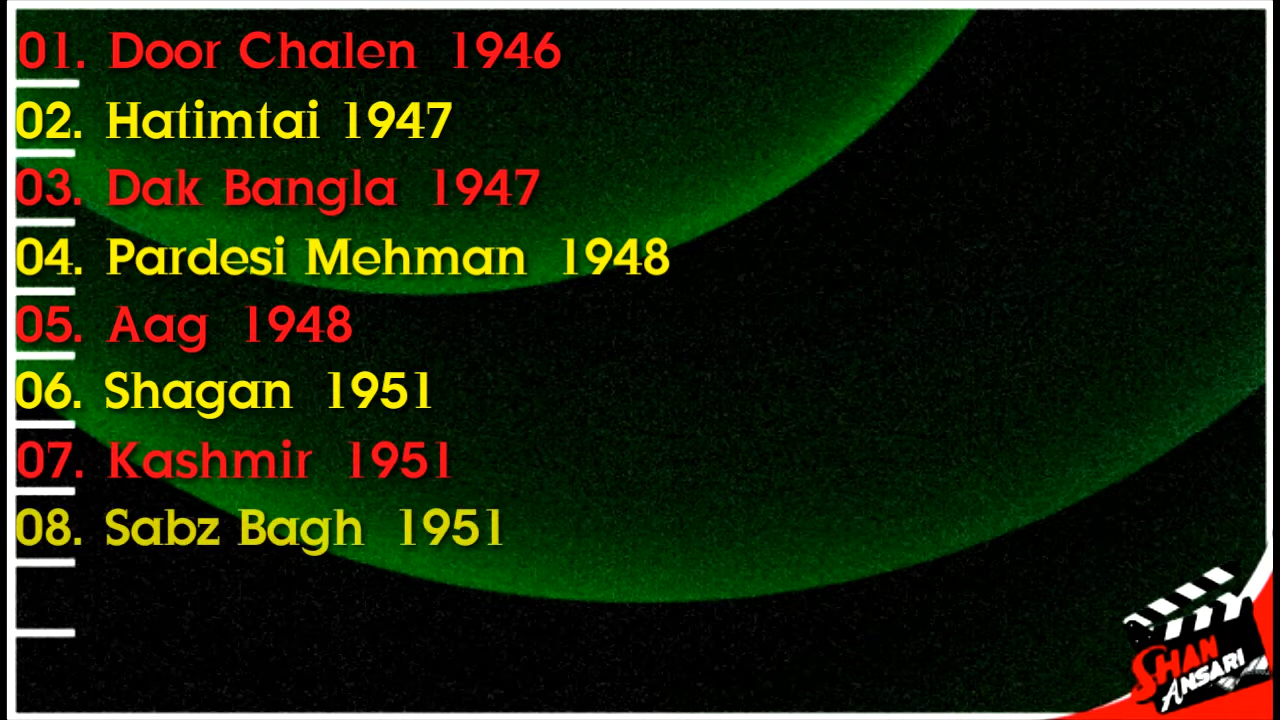 01. Door Chalen 1946
02. Hatimtai 1947
03. Dak Bangla 1947
04. Pardesi Mehman 1948
05. Aag 1948
06. Shagan 1951
07. Kashmir 1951
08. Sabz Bagh 1951
SHAN
ANSARI